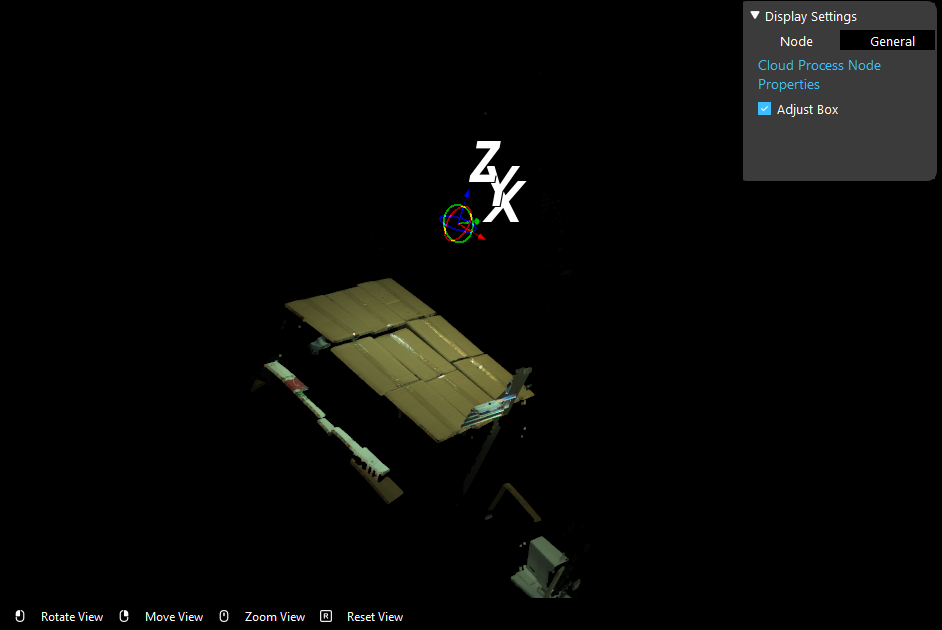 Display Settings
Node General
Cloud Process Node
Properties
Adjust Box
Z
Y
X
Rotate View Move View Zoom View R Reset View